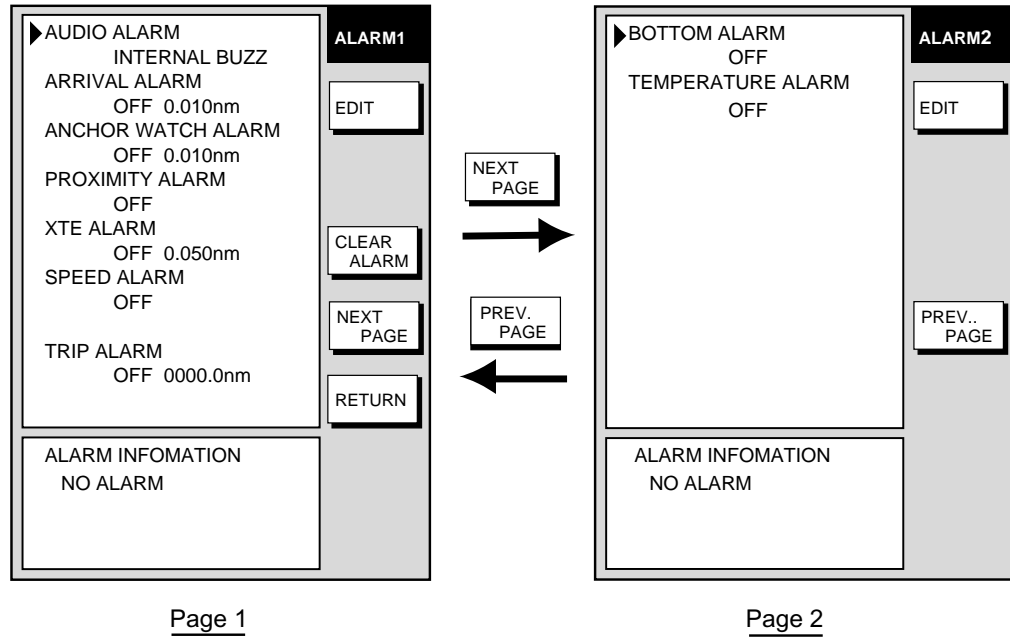 AUDIO ALARM
INTERNAL BUZZ
ARRIVAL ALARM
OFF 0.010nm
ANCHOR WATCH ALARM
OFF 0.010nm
PROXIMITY ALARM
OFF
XTE ALARM
OFF 0.050nm
SPEED ALARM
OFF
TRIP ALARM
OFF 0000.0nm
ALARM INFOMATION
NO ALARM
ALARM1
EDIT
CLEAR
ALARM
NEXT
PAGE
RETURN
Page 1
NEXT
PAGE
PREV.
PAGE
BOTTOM ALARM
OFF
TEMPERATURE ALARM
OFF
ALARM INFOMATION
NO ALARM
ALARM2
EDIT
PREV..
PAGE
Page 2